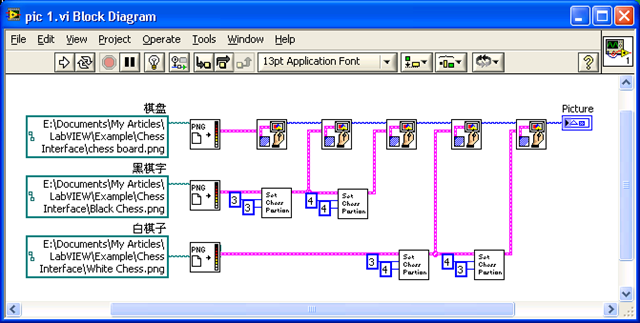 pic 1.vi Block Diagram
File Edit View Project Operate Tools Window Help
13pt Application Font
1
棋盘
E:\Documents\My Articles\
LabVIEW\Example\Chess
Interface\chess board.png
PNG
Picture
黑棋字
E:\Documents\My Articles\
LabVIEW\Example\Chess
Interface\Black Chess.png
PNG
3
3
Set
Chess
Partion
4
4
Set
Chess
Partion
白棋子
E:\Documents\My Articles\
LabVIEW\Example\Chess
Interface\White Chess.png
PNG
3
4
Set
Chess
Partion
4
3
Set
Chess
Partion